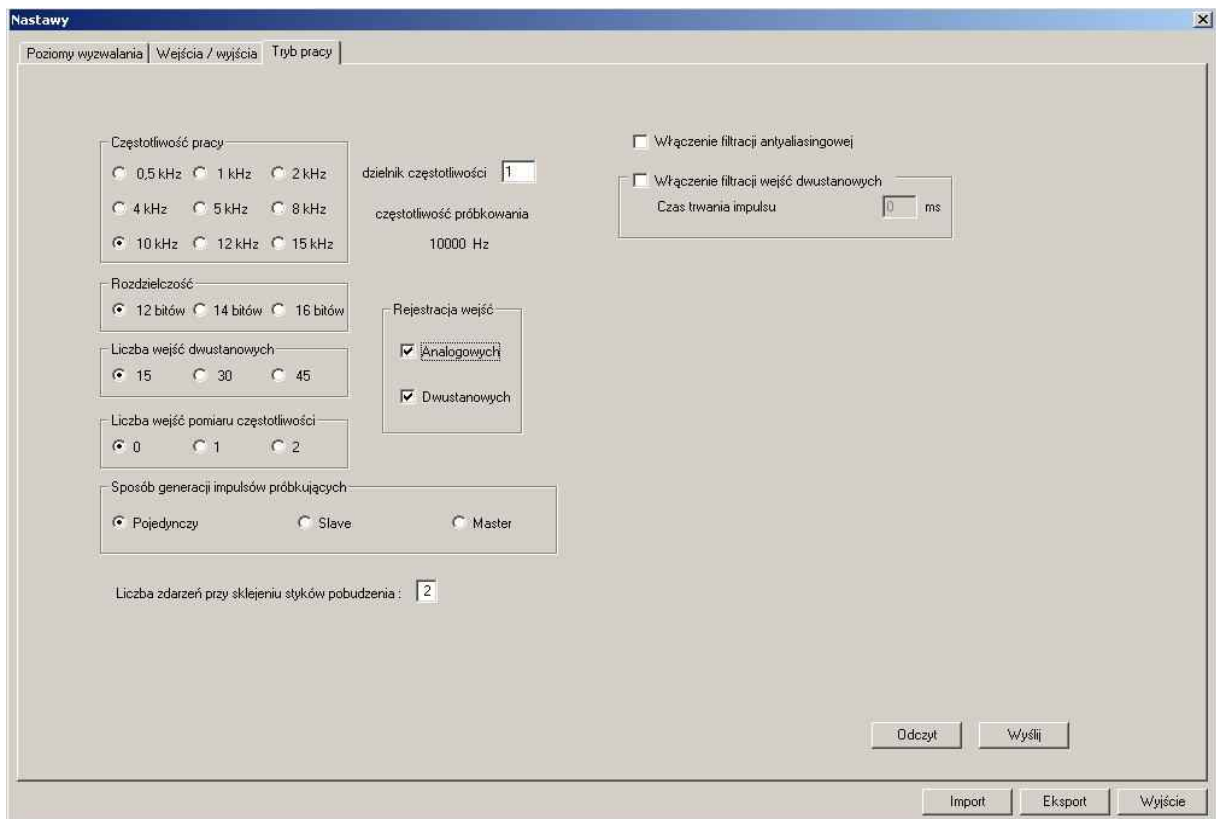 Nastawy
Poziomy wyzwalania Wejścia / wyjścia Tryb pracy
Częstotliwość pracy
0,5 kHz 1 kHz 2 kHz
4 kHz 5 kHz 8 kHz
10 kHz 12 kHz 15 kHz
dzielnik częstotliwości 1
częstotliwość próbkowania
10000 Hz
Włączenie filtracji antyaliasingowej
Włączenie filtracji wejść dwustanowych
Czas trwania impulsu 0 ms
Rozdzielczość
12 bitów 14 bitów 16 bitów
Liczba wejść dwustanowych
15 30 45
Rejestracja wejść
Analogowych
Dwustanowych
Liczba wejść pomiaru częstotliwości
0 1 2
Sposób generacji impulsów próbkujących
Pojedynczy Slave Master
Liczba zdarzeń przy sklejeniu styków pobudzenia : 2
Odczyt Wyślij
Import Eksport Wyjście